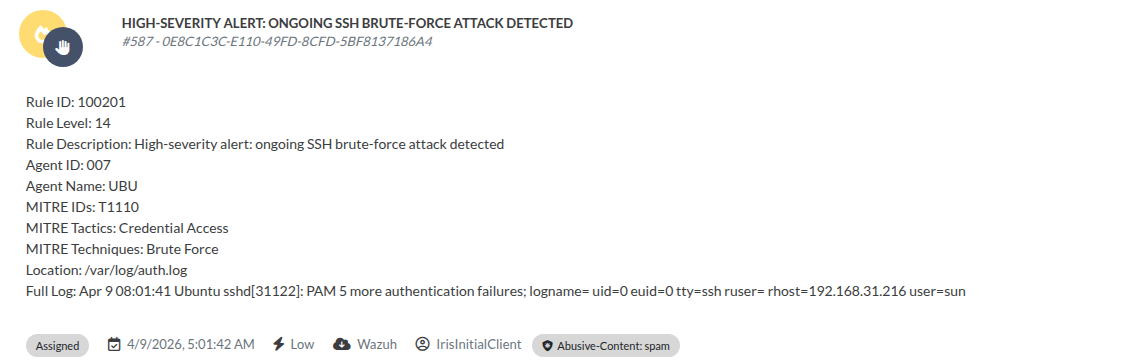 HIGH-SEVERITY ALERT: ONGOING SSH BRUTE-FORCE ATTACK DETECTED
#587 - 0E8C1C3C-E110-49FD-8CFD-5BF8137186A4
Rule ID: 100201
Rule Level: 14
Rule Description: High-severity alert: ongoing SSH brute-force attack detected
Agent ID: 007
Agent Name: UBU
MITRE IDs: T1110
MITRE Tactics: Credential Access
MITRE Techniques: Brute Force
Location: /var/log/auth.log
Full Log: Apr 9 08:01:41 Ubuntu sshd[31122]: PAM 5 more authentication failures; logname= uid=0 euid=0 tty=ssh ruser= rhost=192.168.31.216 user=sun
Assigned 4/9/2026, 5:01:42 AM Low Wazuh IrisInitialClient Abusive-Content: spam